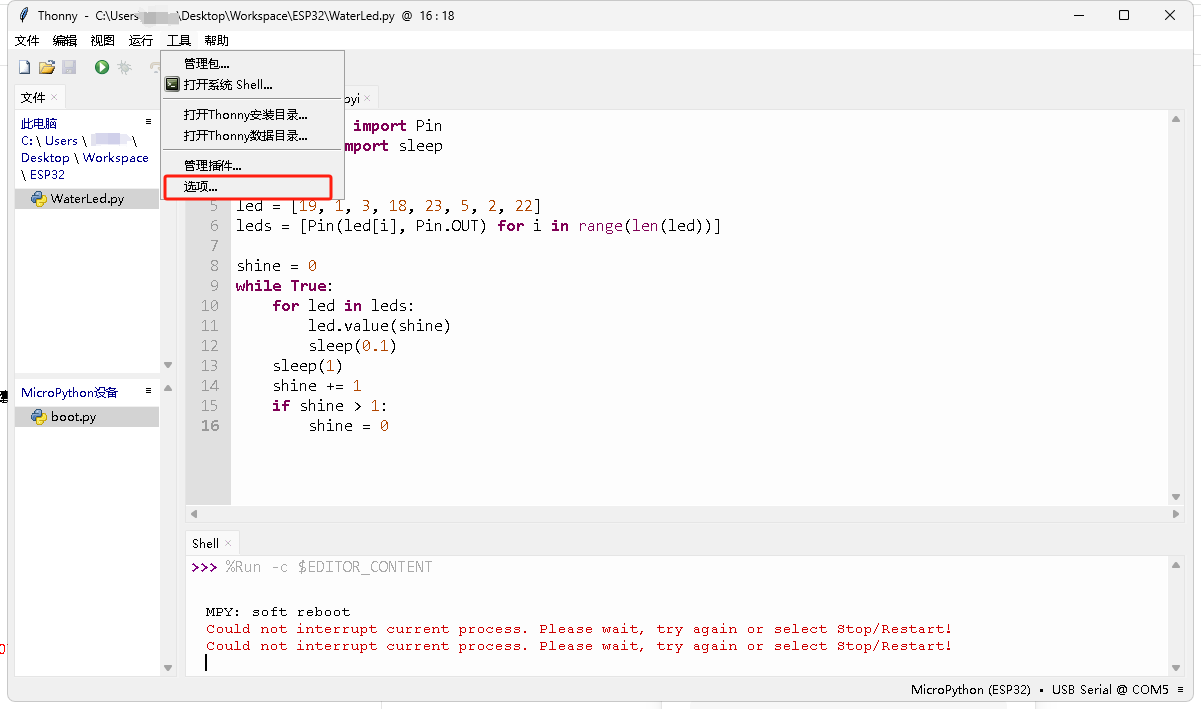 Thonny - C:\Users \Desktop\Workspace\ESP32\WaterLed.py @ 16 : 18
文件 编辑 视图 运行 工具 帮助
管理包...
打开系统 Shell...
打开Thonny安装目录...
打开Thonny数据目录...
管理插件...
选项...
文件
此电脑
C: \ Users \ \
Desktop \ Workspace
\ ESP32
WaterLed.py
MicroPython设备
boot.py
pyi
import Pin
mport sleep
5 led = [19, 1, 3, 18, 23, 5, 2, 22]
6 leds = [Pin(led[i], Pin.OUT) for i in range(len(led))]
7
8 shine = 0
9 while True:
10 for led in leds:
11 led.value(shine)
12 sleep(0.1)
13 sleep(1)
14 shine += 1
15 if shine > 1:
16 shine = 0
Shell
>>> %Run -c $EDITOR_CONTENT
MPY: soft reboot
Could not interrupt current process. Please wait, try again or select Stop/Restart!
Could not interrupt current process. Please wait, try again or select Stop/Restart!
MicroPython (ESP32) • USB Serial @ COM5